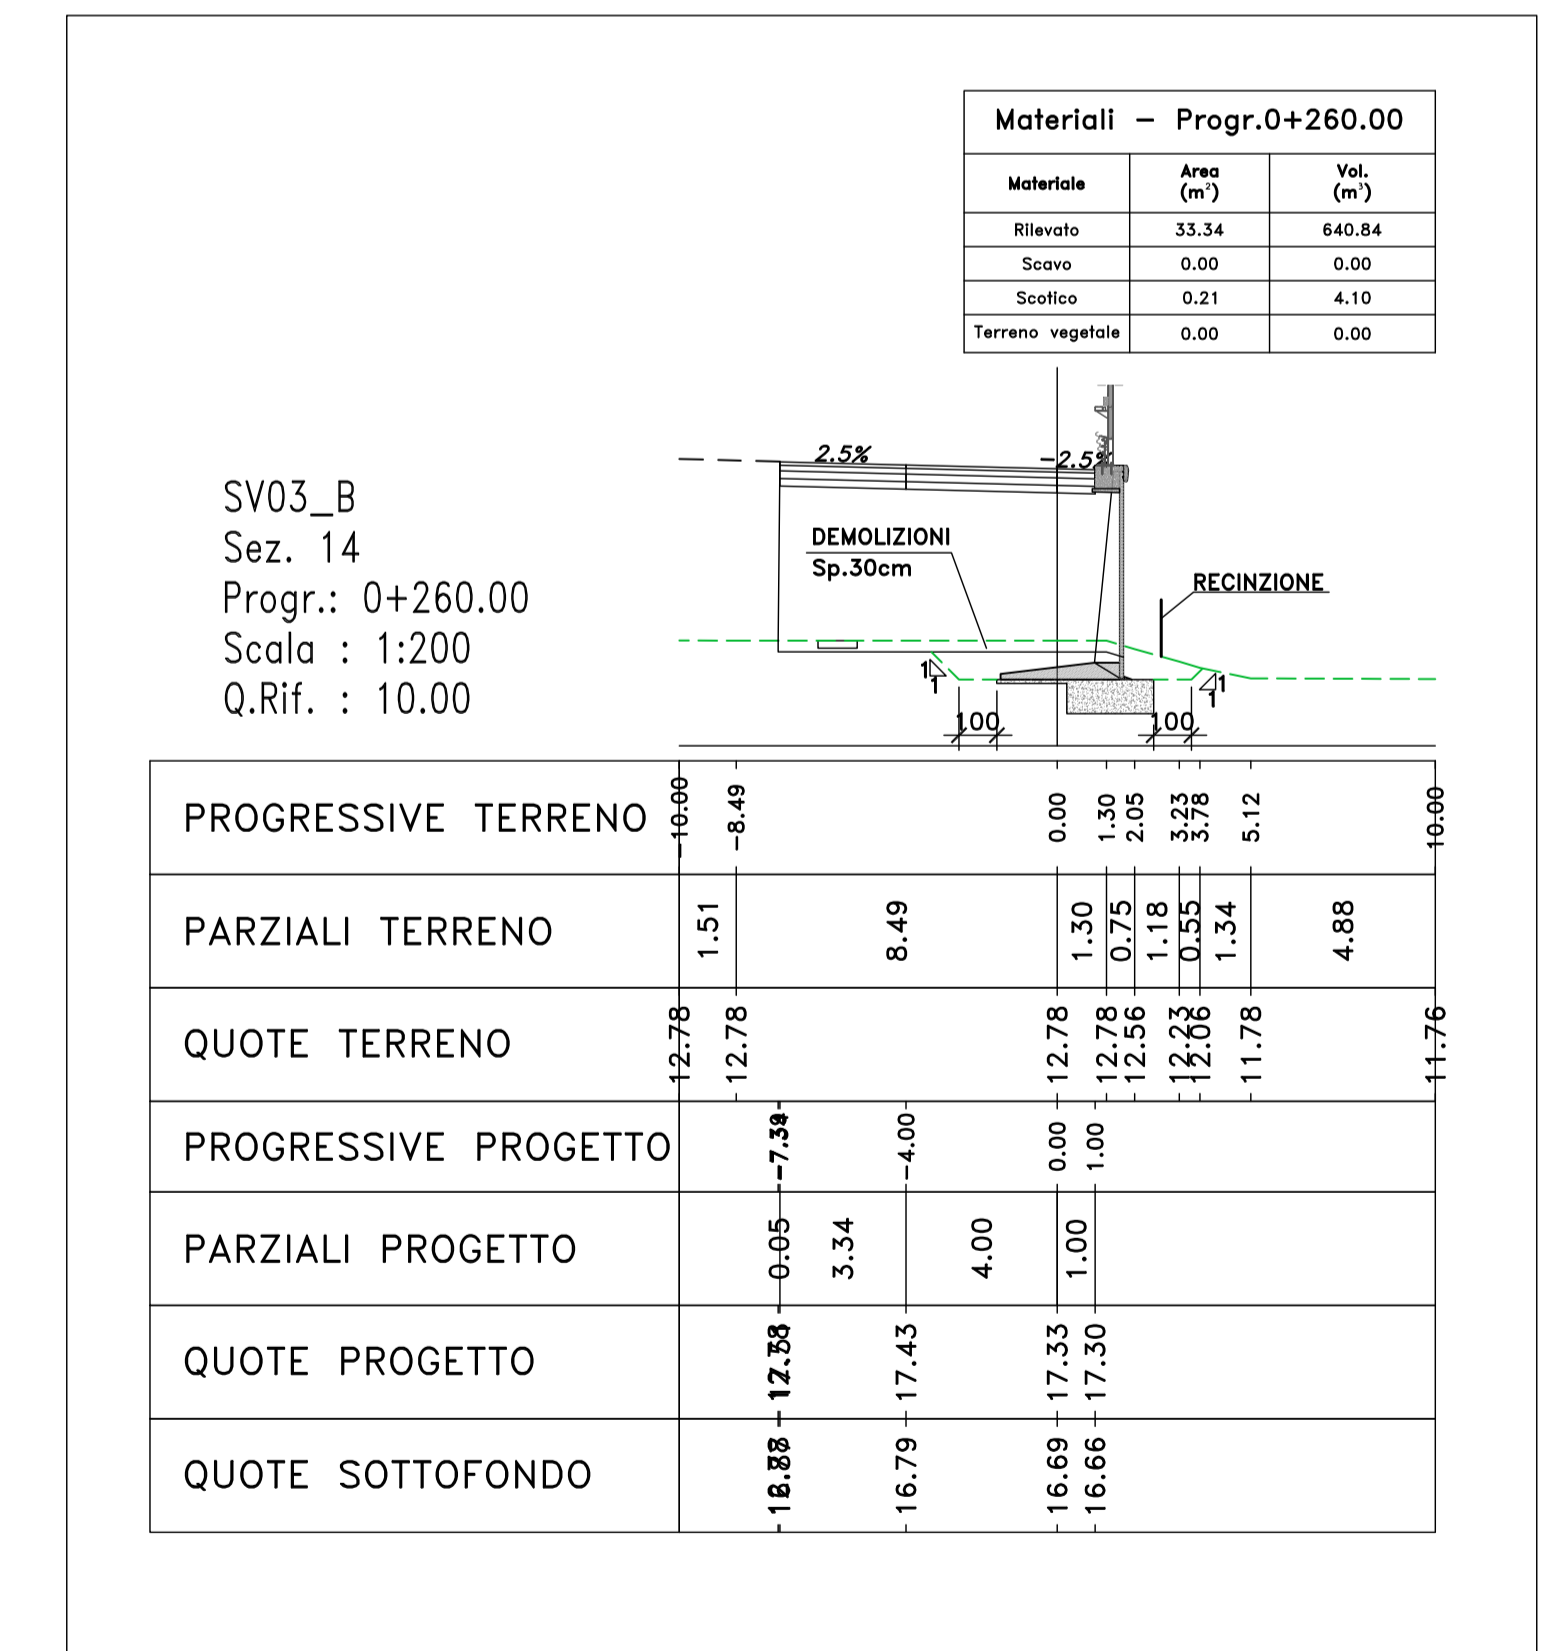 Materiali – Progr.0+260.00
Materiale Area (m²) Vol. (m³)
Rilevato 33.34 640.84
Scavo 0.00 0.00
Scotico 0.21 4.10
Terreno vegetale 0.00 0.00
2.5% -2.5%
SV03_B
Sez. 14
Progr.: 0+260.00
Scala : 1:200
Q.Rif. : 10.00
DEMOLIZIONI
Sp.30cm
RECINZIONE
1 1 1 1
100 100
PROGRESSIVE TERRENO -10.00 -8.49 0.00 1.30 2.05 3.23 3.78 5.12 10.00
PARZIALI TERRENO 1.51 8.49 1.30 0.75 1.18 0.55 1.34 4.88
QUOTE TERRENO 12.78 12.78 12.78 12.78 12.56 12.23 12.06 11.78 11.76
PROGRESSIVE PROGETTO -4.00 0.00 1.00
PARZIALI PROGETTO 0.05 3.34 4.00 1.00
QUOTE PROGETTO 17.43 17.33 17.30
QUOTE SOTTOFONDO 16.79 16.69 16.66